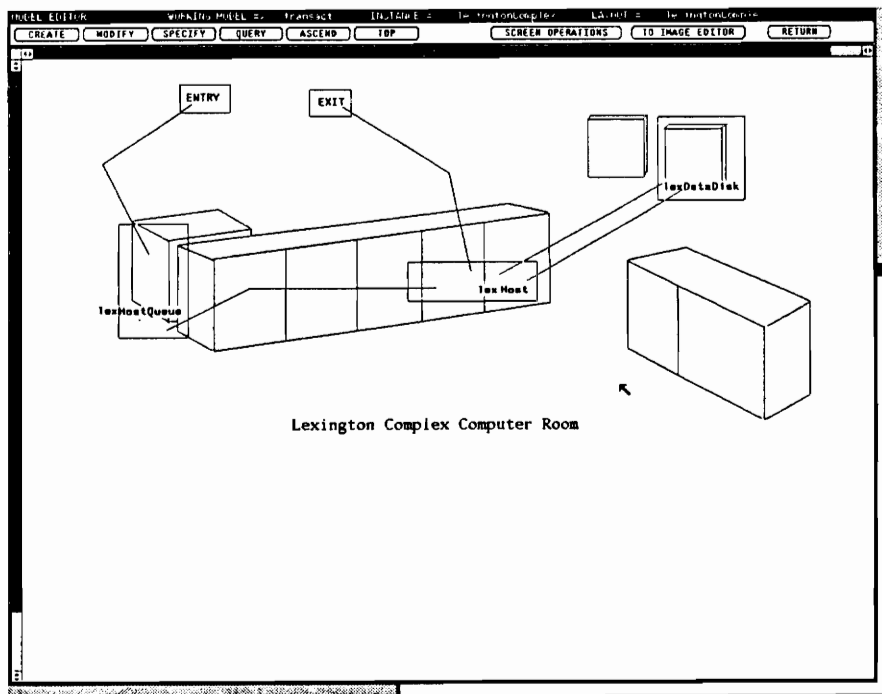 MODEL EDITOR WORKING MODEL => transact INSTANCE = LAYOUT =
CREATE MODIFY SPECIFY QUERY ASCEND TOP SCREEN OPERATIONS TO IMAGE EDITOR RETURN
ENTRY EXIT
lexDataDisk
lexHost
lexHostQueue
Lexington Complex Computer Room